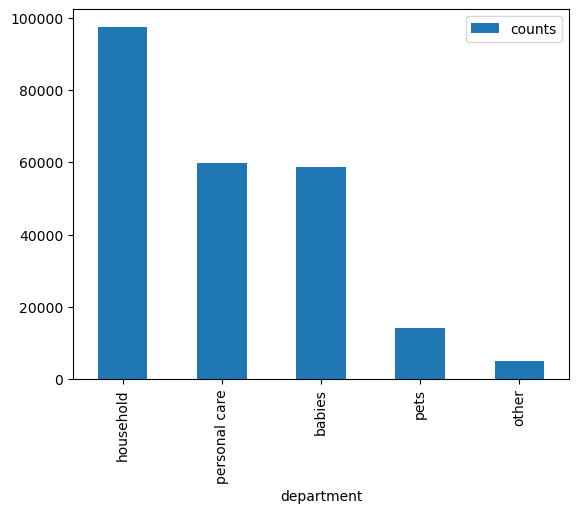 100000
80000
60000
40000
20000
0
counts
household
personal care
babies
pets
other
department